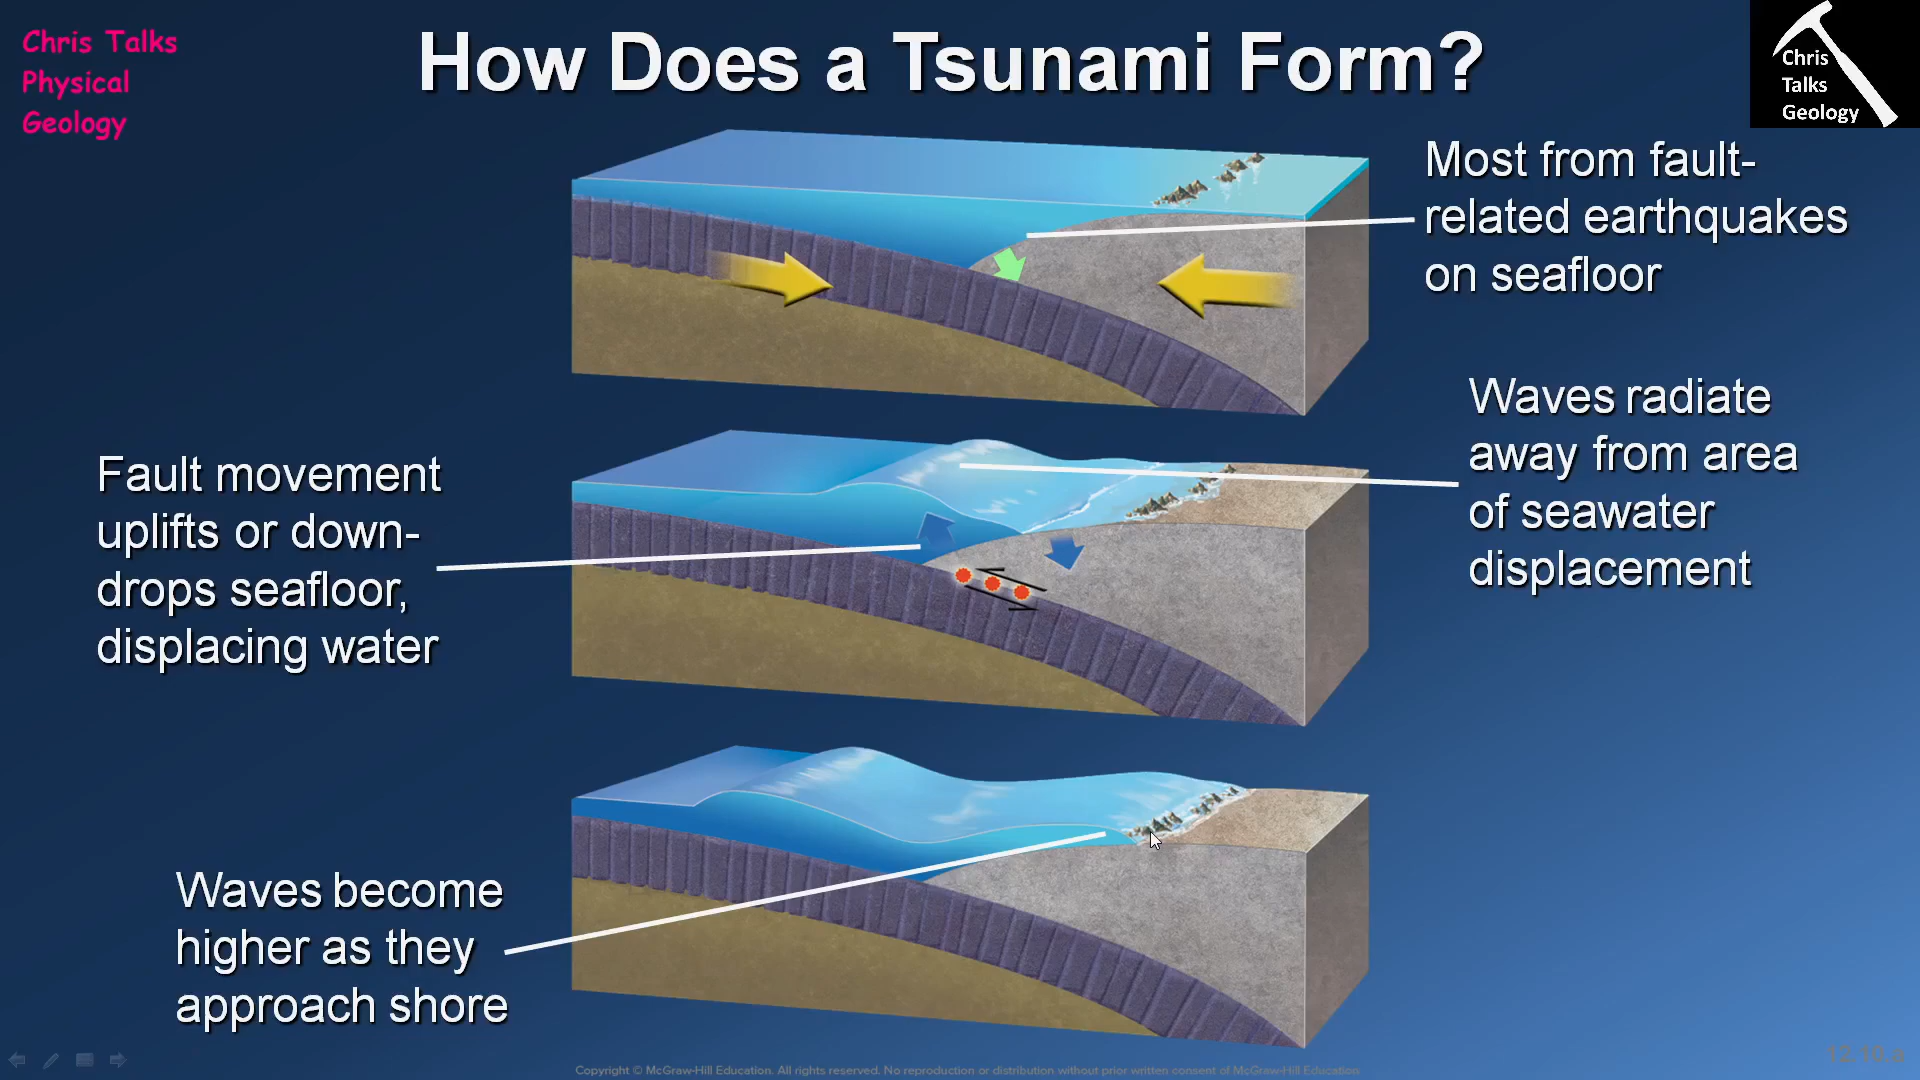 Chris Talks
Physical
Geology
How Does a Tsunami Form?
Chris
Talks
Geology
Most from fault-
related earthquakes
on seafloor
Waves radiate
away from area
of seawater
displacement
Fault movement
uplifts or down-
drops seafloor,
displacing water
Waves become
higher as they
approach shore
12.10.a
Copyright © McGraw-Hill Education. All rights reserved. No reproduction or distribution without prior written consent of McGraw-Hill Education